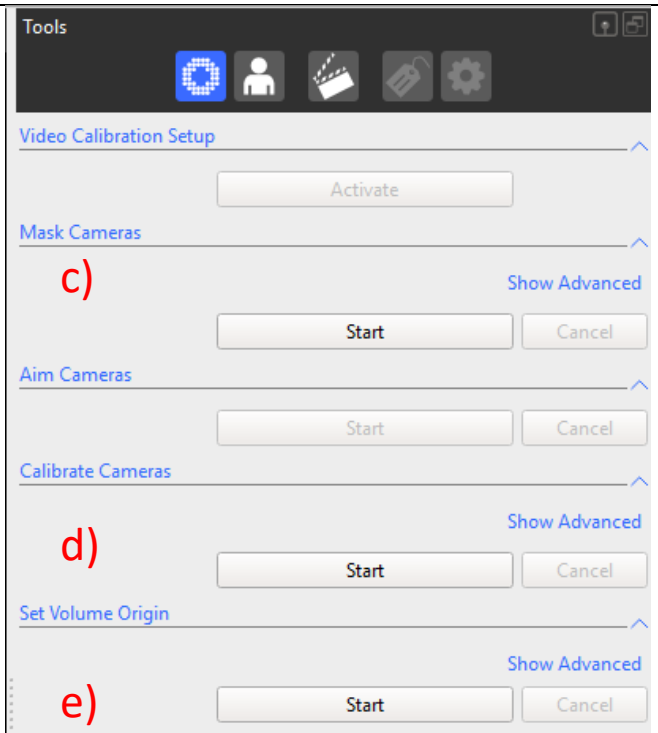 Tools
Video Calibration Setup
Activate
Mask Cameras
c)
Show Advanced
Start Cancel
Aim Cameras
Start Cancel
Calibrate Cameras
Show Advanced
d)
Start Cancel
Set Volume Origin
Show Advanced
e) Start Cancel